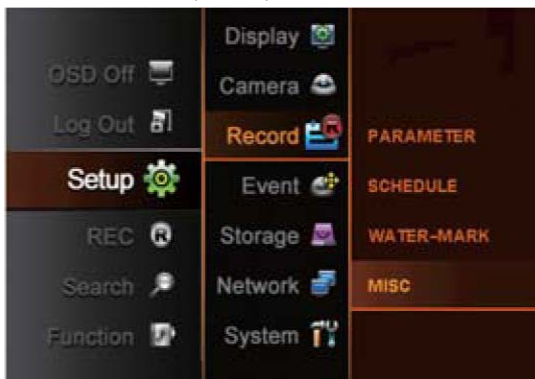 OSD Off
Log Out
Setup
REC
Search
Function
Display
Camera
Record
Event
Storage
Network
System
PARAMETER
SCHEDULE
WATER-MARK
MISC